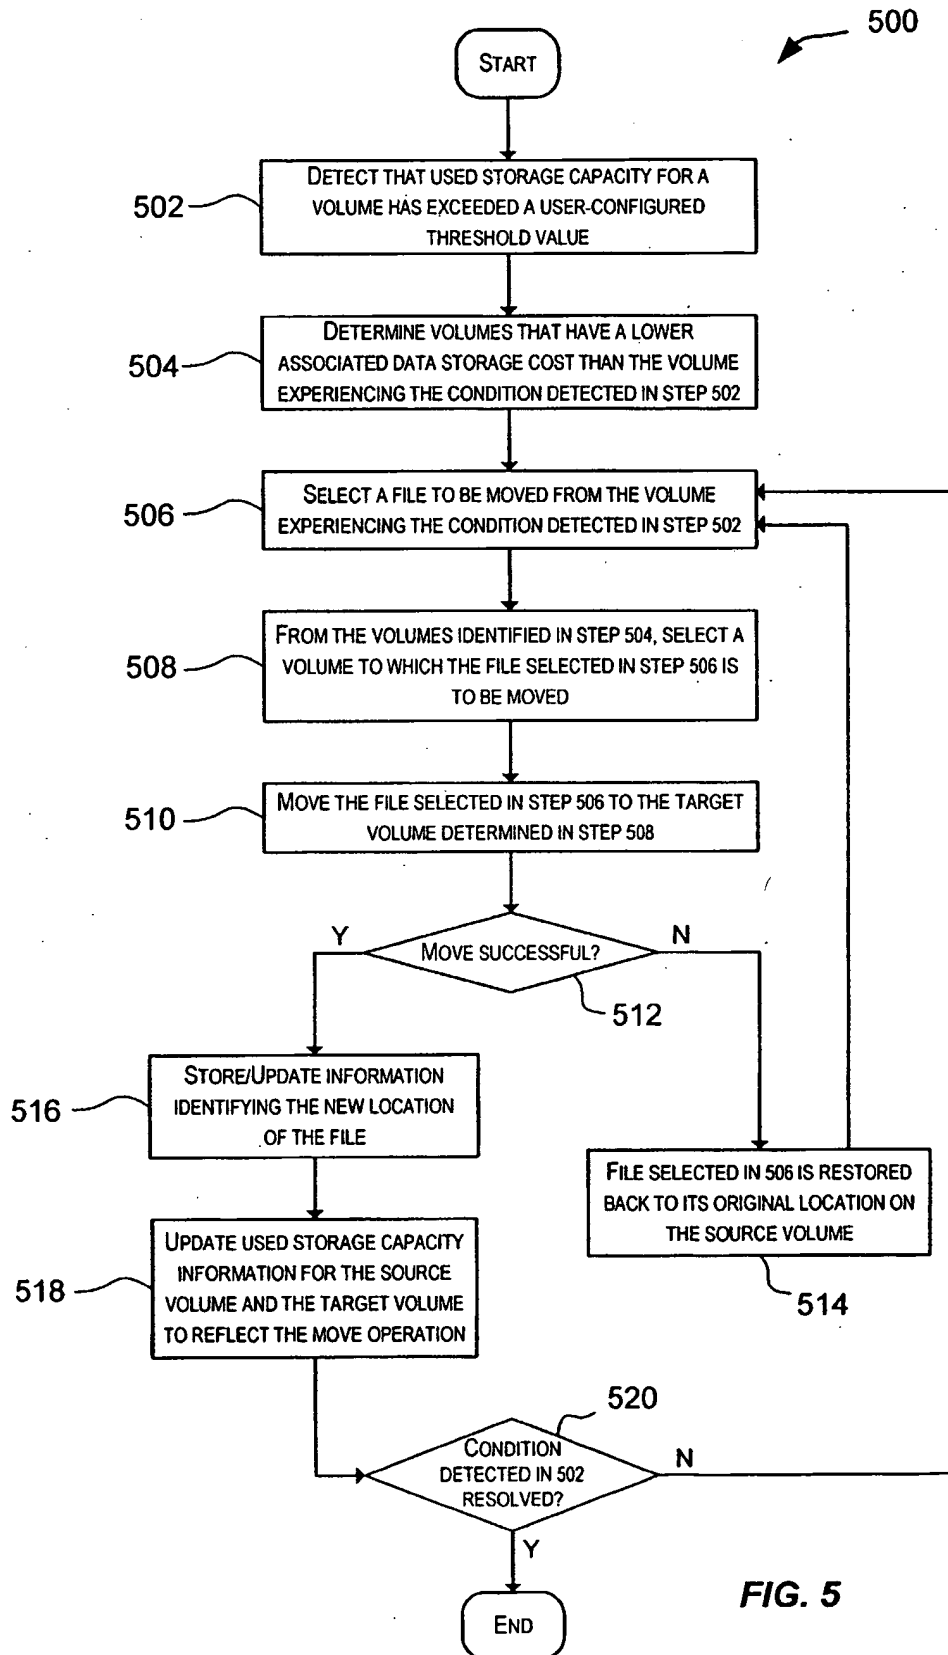 500
START
502
DETECT THAT USED STORAGE CAPACITY FOR A
VOLUME HAS EXCEEDED A USER-CONFIGURED
THRESHOLD VALUE
504
DETERMINE VOLUMES THAT HAVE A LOWER
ASSOCIATED DATA STORAGE COST THAN THE VOLUME
EXPERIENCING THE CONDITION DETECTED IN STEP 502
506
SELECT A FILE TO BE MOVED FROM THE VOLUME
EXPERIENCING THE CONDITION DETECTED IN STEP 502
508
FROM THE VOLUMES IDENTIFIED IN STEP 504, SELECT A
VOLUME TO WHICH THE FILE SELECTED IN STEP 506 IS
TO BE MOVED
510
MOVE THE FILE SELECTED IN STEP 506 TO THE TARGET
VOLUME DETERMINED IN STEP 508
Y
MOVE SUCCESSFUL?
N
512
516
STORE/UPDATE INFORMATION
IDENTIFYING THE NEW LOCATION
OF THE FILE
FILE SELECTED IN 506 IS RESTORED
BACK TO ITS ORIGINAL LOCATION ON
THE SOURCE VOLUME
514
518
UPDATE USED STORAGE CAPACITY
INFORMATION FOR THE SOURCE
VOLUME AND THE TARGET VOLUME
TO REFLECT THE MOVE OPERATION
520
CONDITION
DETECTED IN 502
RESOLVED?
N
Y
END
FIG. 5